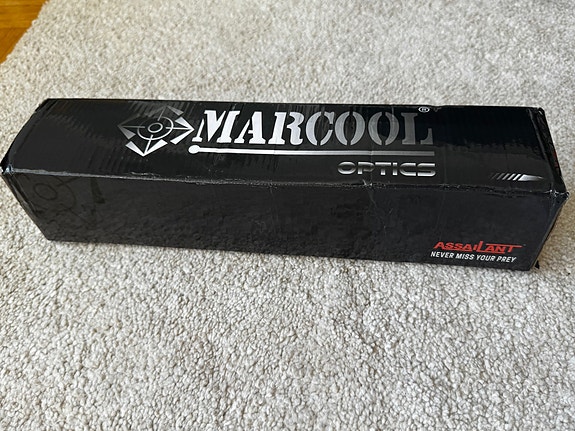 MARCOOL®
OPTICS
ASSAILANT
NEVER MISS YOUR PREY